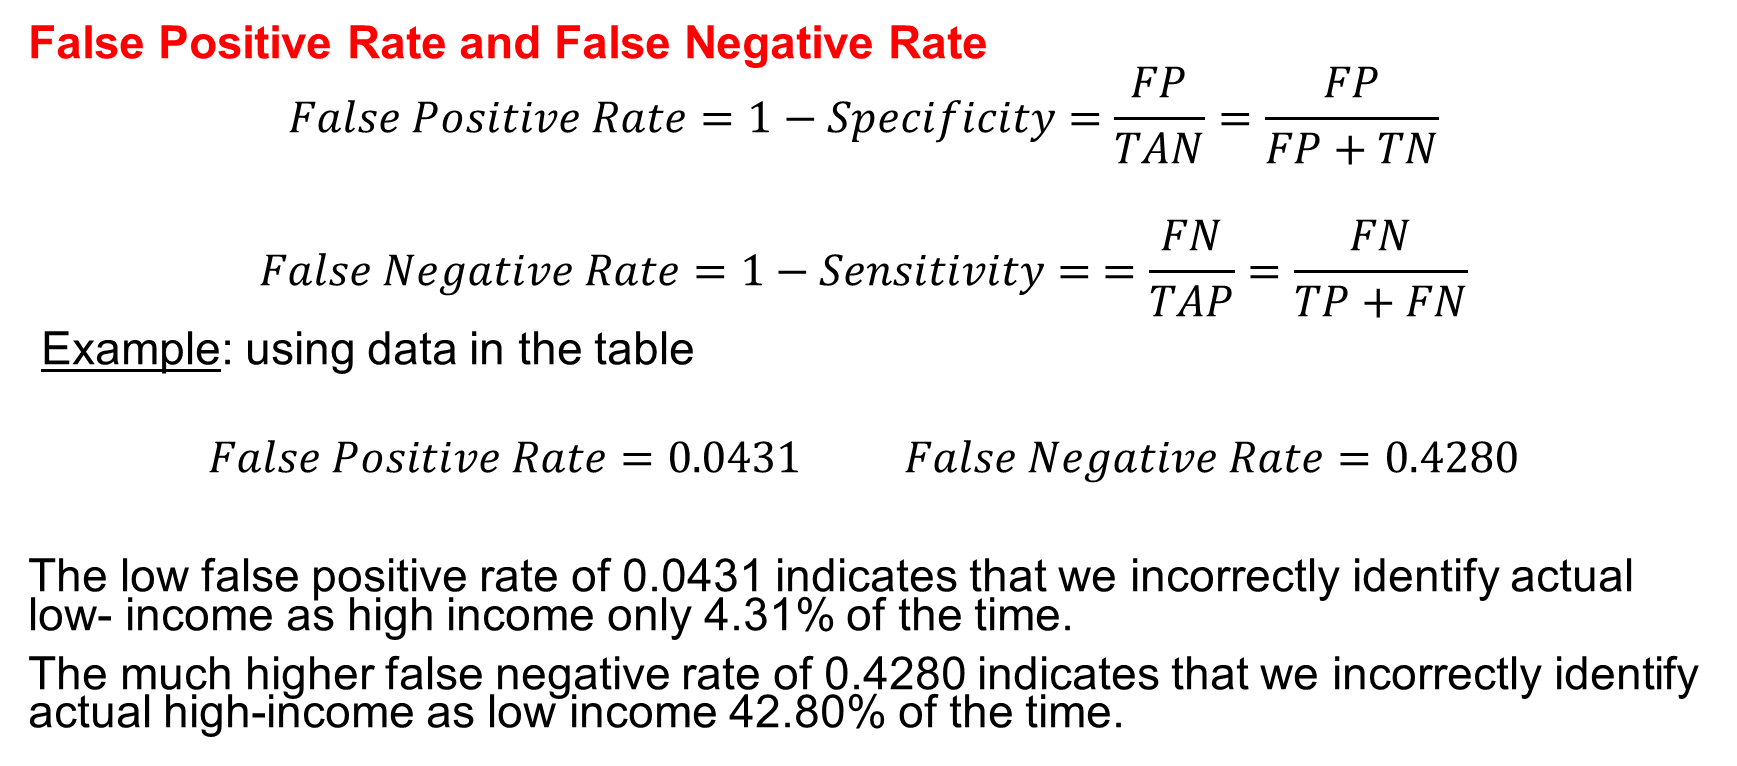 False Positive Rate and False Negative Rate
False Positive Rate = 1 − Specificity = FP/TAN = FP/(FP + TN)
False Negative Rate = 1 − Sensitivity = = FN/TAP = FN/(TP + FN)
Example: using data in the table
False Positive Rate = 0.0431 False Negative Rate = 0.4280
The low false positive rate of 0.0431 indicates that we incorrectly identify actual
low- income as high income only 4.31% of the time.
The much higher false negative rate of 0.4280 indicates that we incorrectly identify
actual high-income as low income 42.80% of the time.